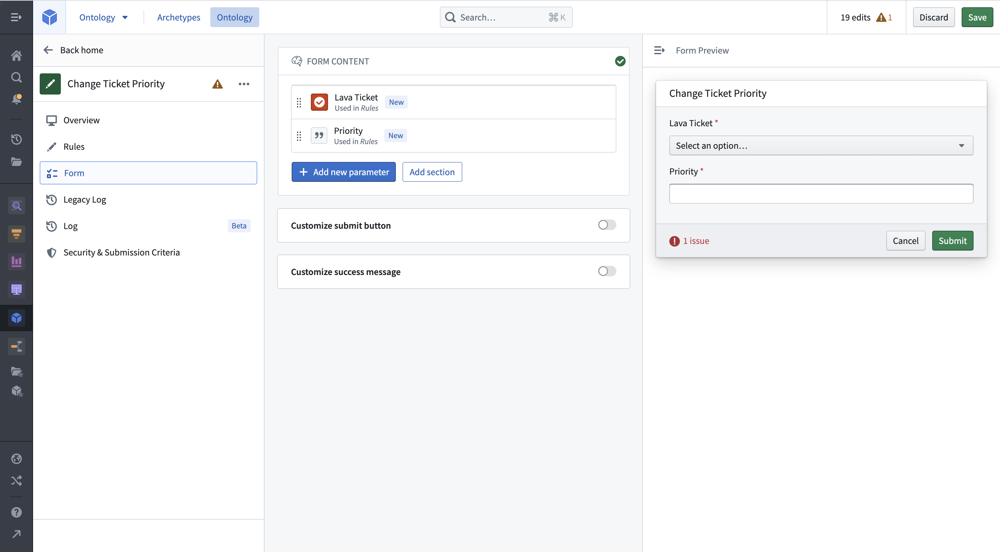 Ontology
Archetypes
Ontology
Search…
⌘ K
19 edits
1
Discard
Save
Back home
Change Ticket Priority
Overview
Rules
Form
Legacy Log
Log
Beta
Security & Submission Criteria
FORM CONTENT
Lava Ticket
New
Used in Rules
Priority
New
Used in Rules
Add new parameter
Add section
Customize submit button
Customize success message
Form Preview
Change Ticket Priority
Lava Ticket *
Select an option…
Priority *
1 issue
Cancel
Submit